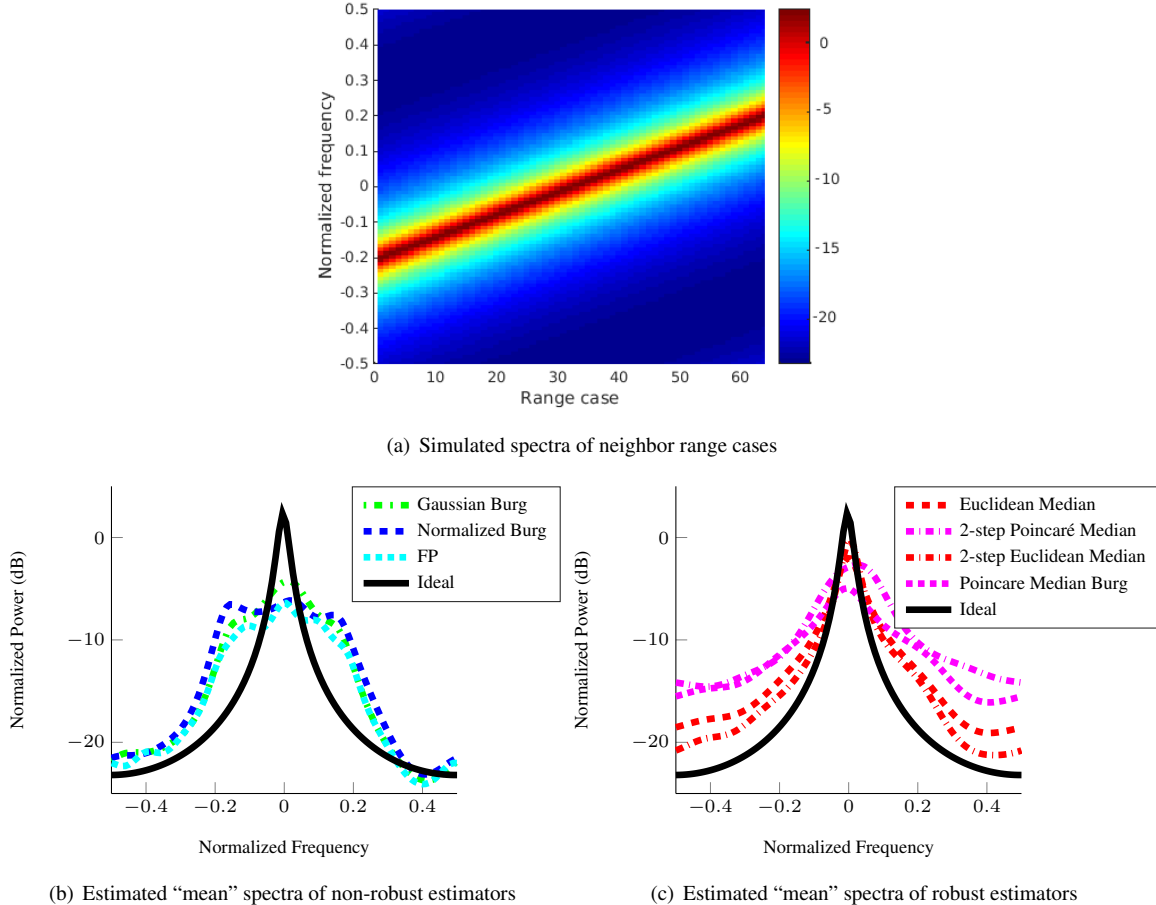 0.5
0.4
0.3
0.2
0.1
0
-0.1
-0.2
-0.3
-0.4
-0.5
Normalized frequency
0 10 20 30 40 50 60
Range case
0
-5
-10
-15
-20
(a) Simulated spectra of neighbor range cases
Normalized Power (dB)
0
−10
−20
−0.4 −0.2 0 0.2 0.4
Normalized Frequency
Gaussian Burg
Normalized Burg
FP
Ideal
(b) Estimated “mean” spectra of non-robust estimators
Normalized Power (dB)
0
−10
−20
−0.4 −0.2 0 0.2 0.4
Normalized Frequency
Euclidean Median
2-step Poincaré Median
2-step Euclidean Median
Poincare Median Burg
Ideal
(c) Estimated “mean” spectra of robust estimators